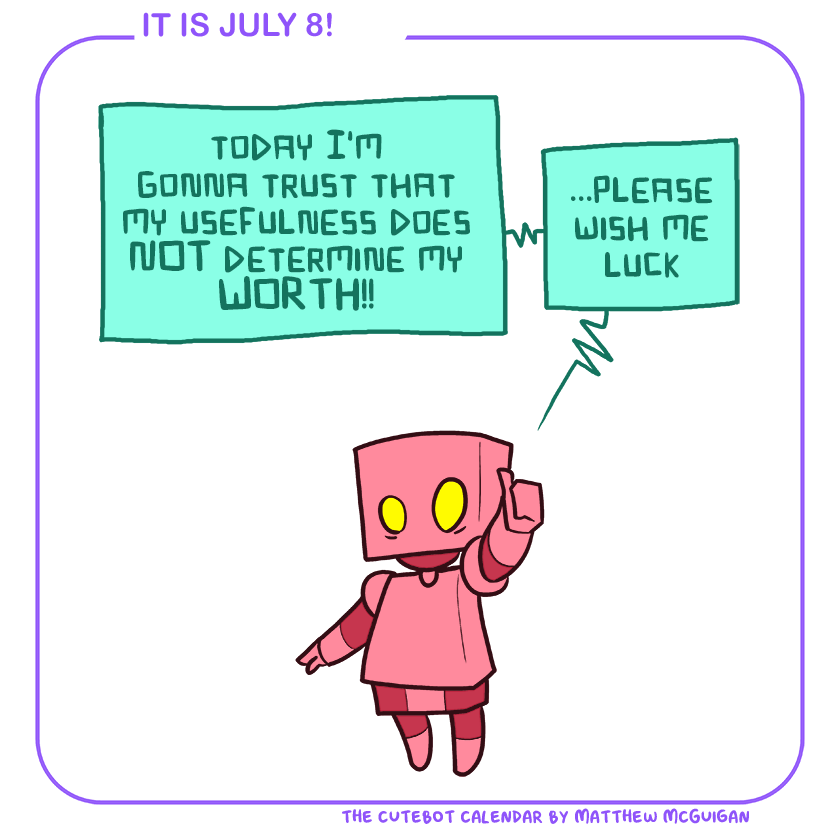 IT IS JULY 8!
TODAY I'M
GONNA TRUST THAT
MY USEFULNESS DOES
NOT DETERMINE MY
WORTH!!
...PLEASE
WISH ME
LUCK
THE CUTEBOT CALENDAR BY MATTHEW MCGUIGAN